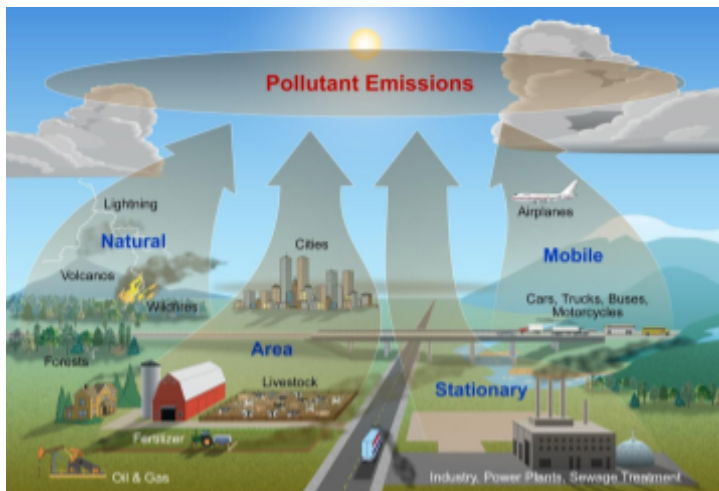 Pollutant Emissions
Lightning
Natural
Volcanos
Wildfires
Forests
Cities
Area
Livestock
Fertilizer
Oil & Gas
Airplanes
Mobile
Cars, Trucks, Buses,
Motorcycles
Stationary
Industry, Power Plants, Sewage Treatment